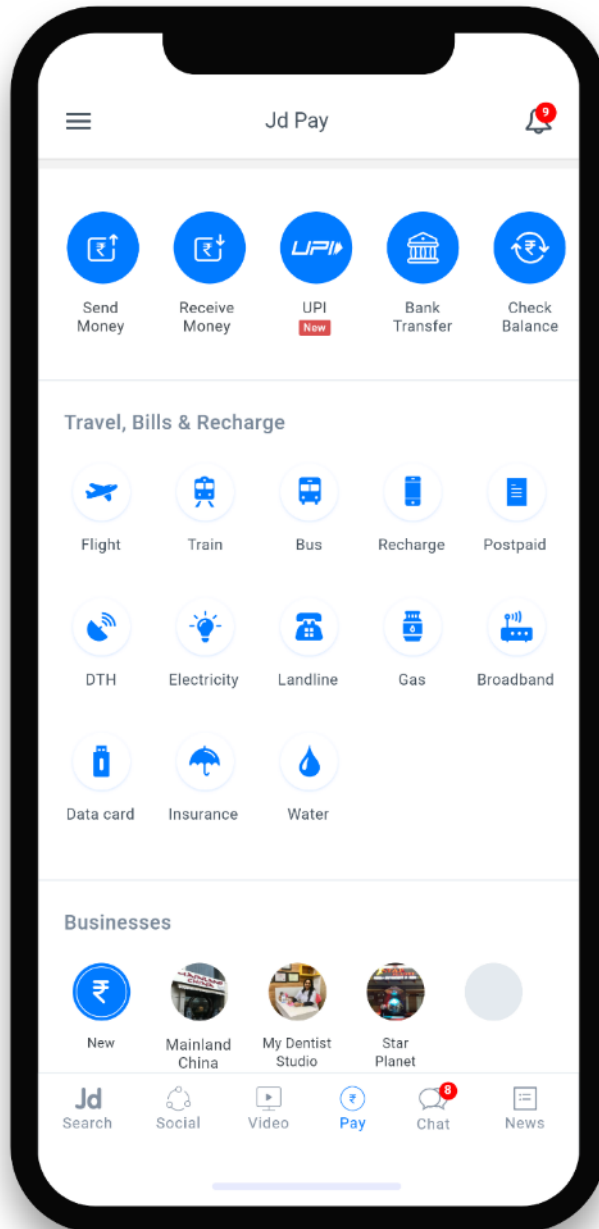 Jd Pay
9
UPI
Send
Money
Receive
Money
UPI
New
Bank
Transfer
Check
Balance
Travel, Bills & Recharge
Flight
Train
Bus
Recharge
Postpaid
DTH
Electricity
Landline
Gas
Broadband
Data card
Insurance
Water
Businesses
New
Mainland
China
My Dentist
Studio
Star
Planet
Jd
Search
Social
Video
Pay
8
Chat
News